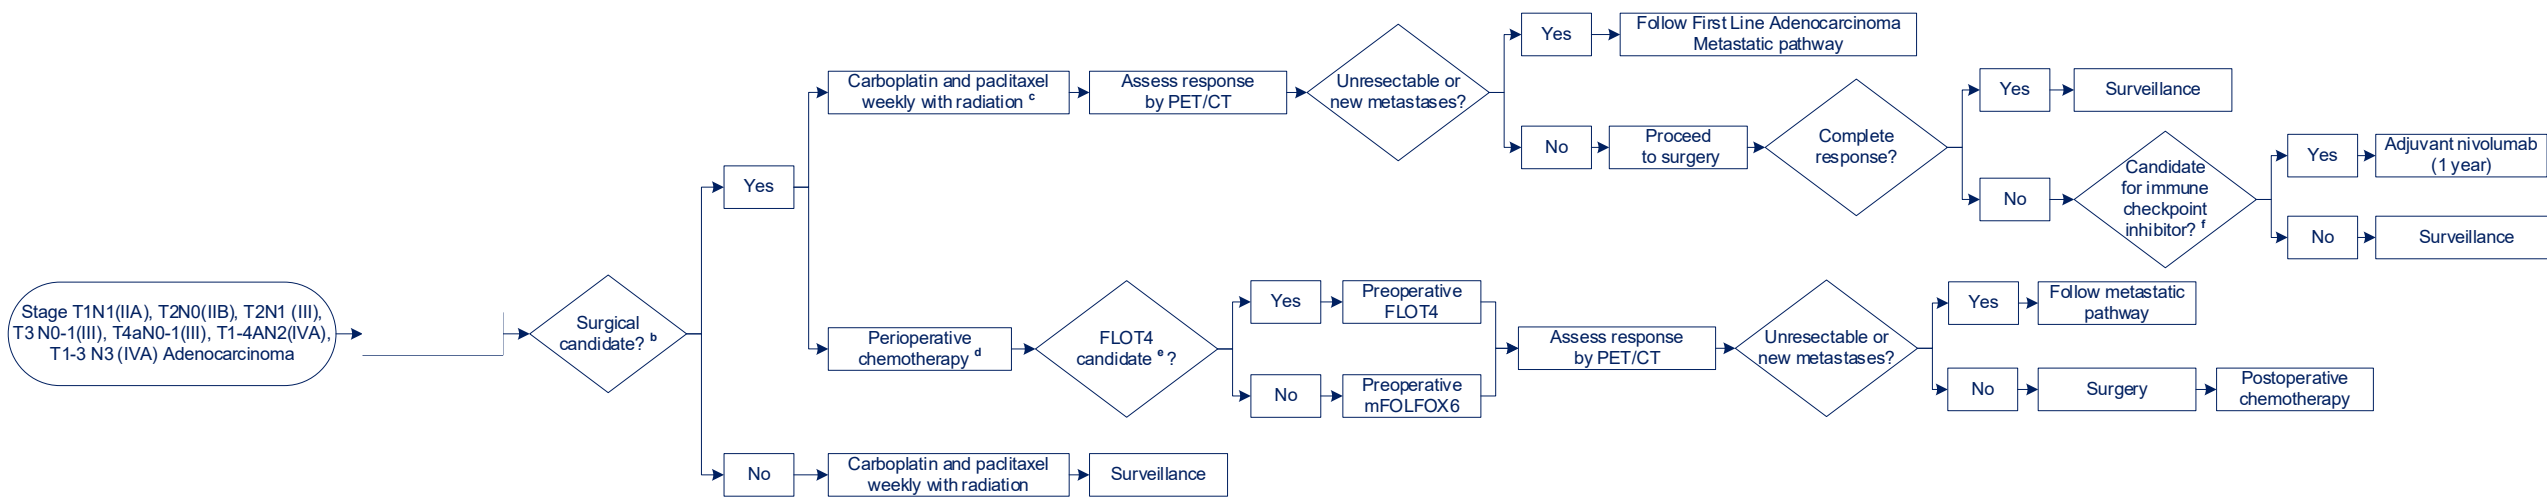 Stage T1N1(IIA), T2N0(IIB), T2N1 (III),
T3 N0-1(III), T4aN0-1(III), T1-4AN2(IVA),
T1-3 N3 (IVA) Adenocarcinoma
Surgical
candidate? b
Yes
Carboplatin and paclitaxel
weekly with radiation c
Assess response
by PET/CT
Unresectable or
new metastases?
Yes
Follow First Line Adenocarcinoma
Metastatic pathway
No
Proceed
to surgery
Complete
response?
Yes
Surveillance
No
Candidate
for immune
checkpoint
inhibitor? f
Yes
Adjuvant nivolumab
(1 year)
No
Surveillance
Perioperative
chemotherapy d
FLOT4
candidate e ?
Yes
Preoperative
FLOT4
No
Preoperative
mFOLFOX6
Assess response
by PET/CT
Unresectable or
new metastases?
Yes
Follow metastatic
pathway
No
Surgery
Postoperative
chemotherapy
No
Carboplatin and paclitaxel
weekly with radiation
Surveillance